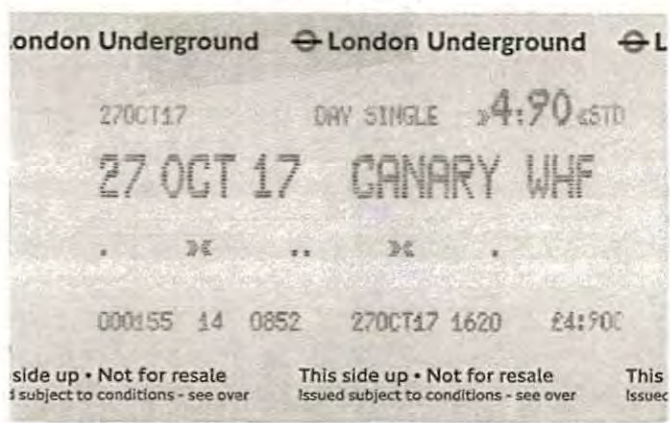 ondon Underground London Underground L
27OCT17 DAY SINGLE »4:90«STD
27 OCT 17 CANARY WHF
000155 14 0852 27OCT17 1620 £4:90C
side up • Not for resale This side up • Not for resale This
d subject to conditions - see over Issued subject to conditions - see over Issued